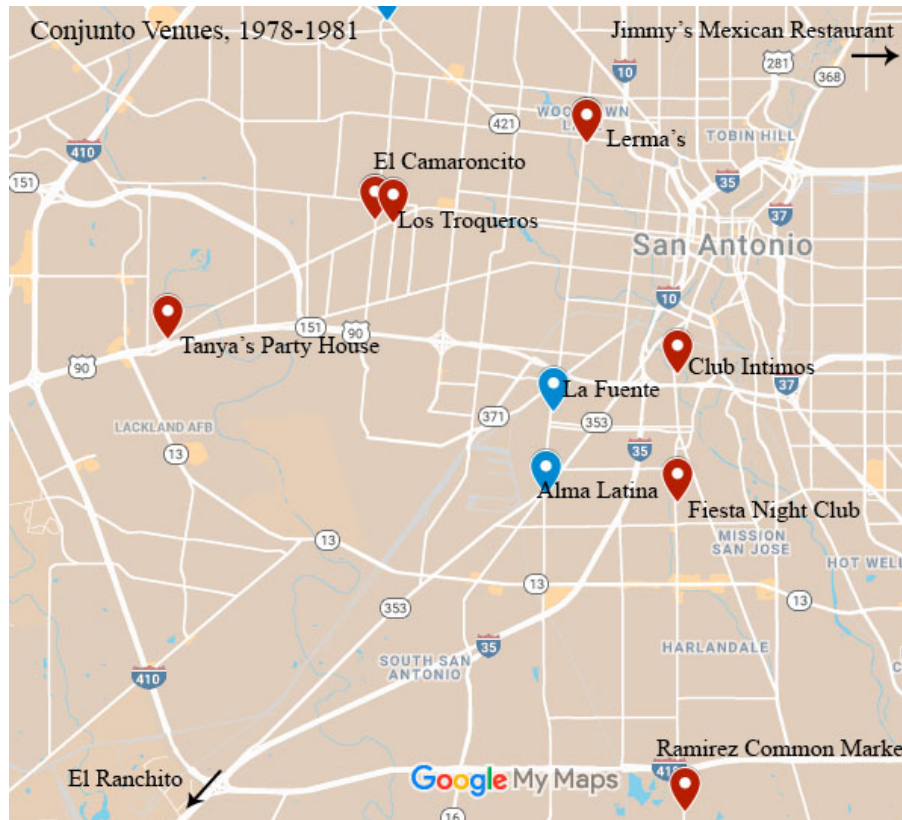 Conjunto Venues, 1978-1981
Jimmy's Mexican Restaurant
10
281
368
WOO
WN
421
Lerma's
TOBIN HILL
410
El Camaroncito
35
151
Los Troqueros
37
San Antonio
10
151
90
Tanya's Party House
90
Club Intimos
37
La Fuente
371
353
LACKLAND AFB
13
35
Alma Latina
Fiesta Night Club
MISSION
SAN JOSE
13
HOT WELL
13
13
353
35
SOUTH SAN
ANTONIO
HARLANDALE
410
Ramirez Common Marke
El Ranchito
Google My Maps
410
16